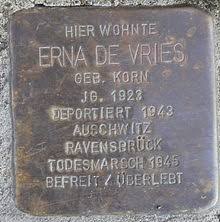 HIER WOHNTE
ERNA DE VRIES
GEB. KORN
JG. 1923
DEPORTIERT 1943
AUSCHWITZ
RAVENSBRÜCK
TODESMARSCH 1945
BEFREIT / ÜBERLEBT